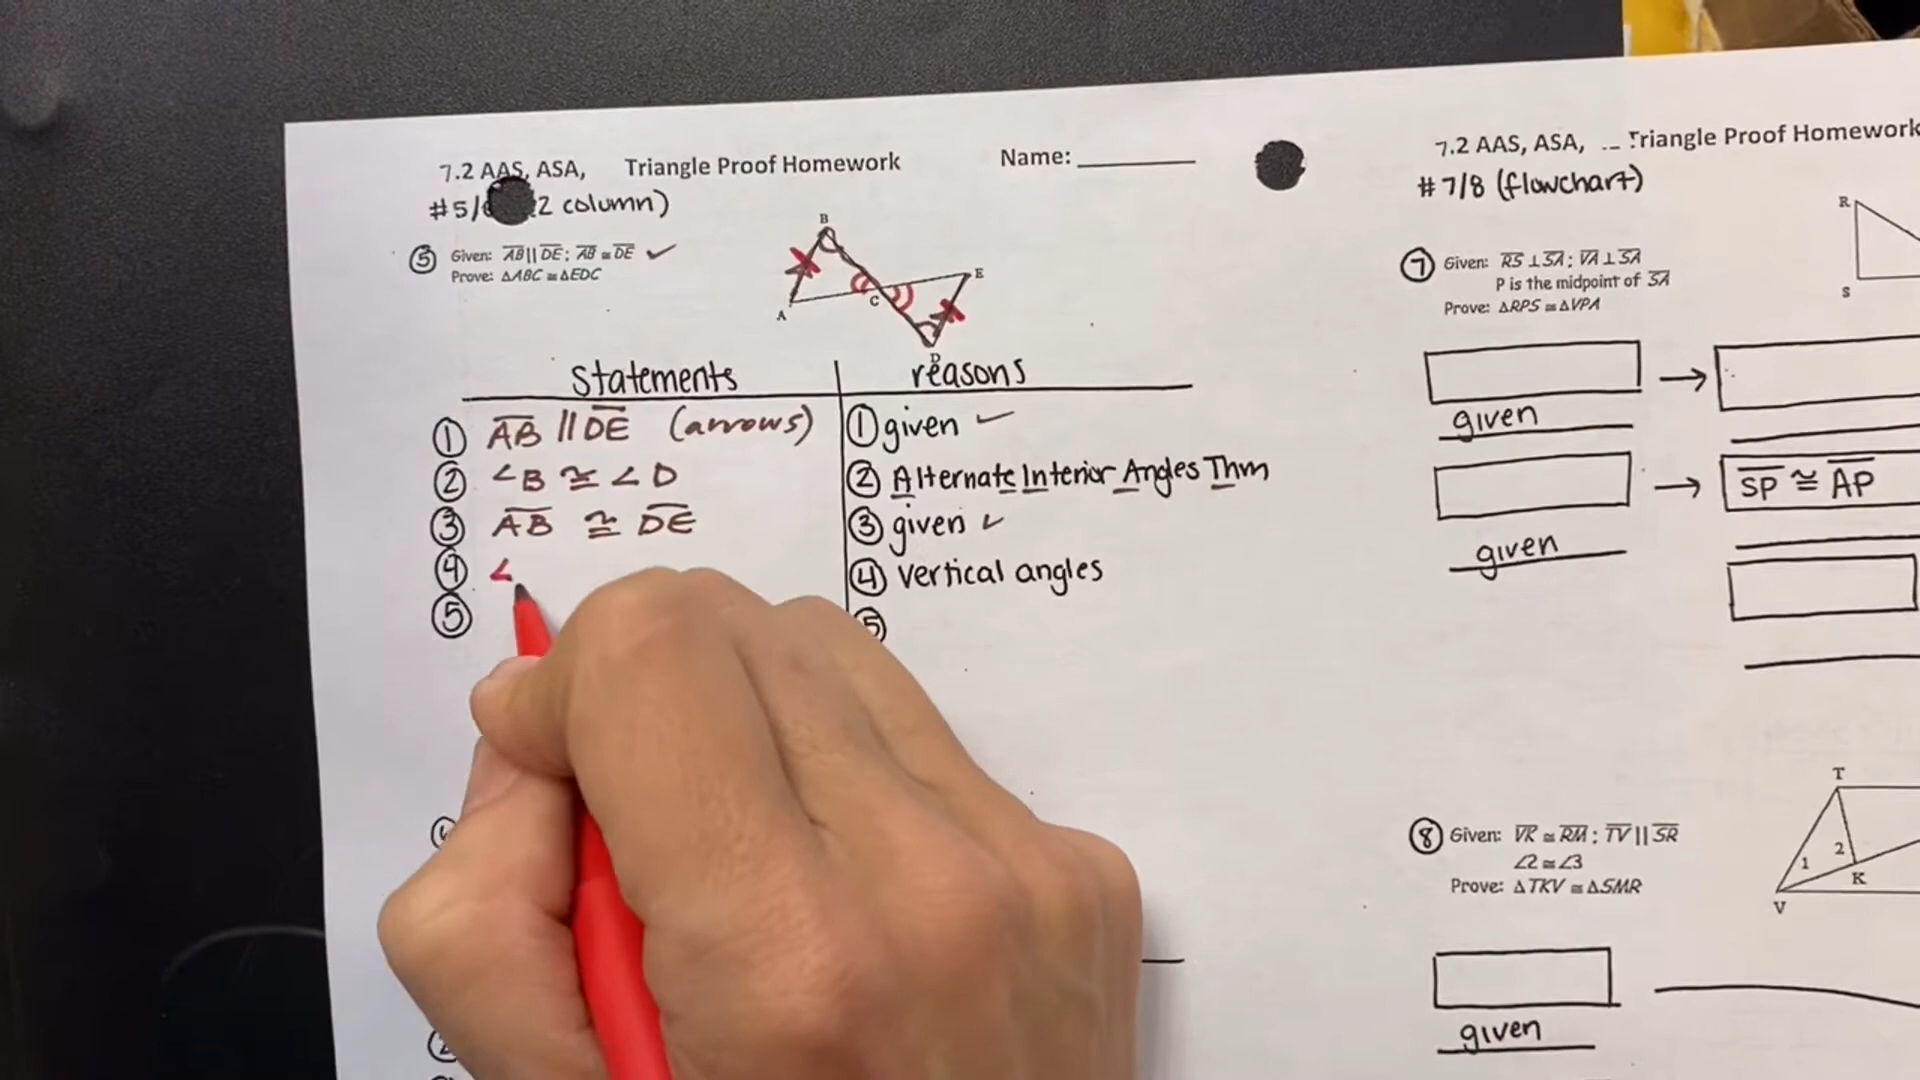 7.2 AAS, ASA, Triangle Proof Homework Name:
#5/ 2 column)
⑤ Given: AB || DE ; AB ≅ DE ✓
Prove: △ABC ≅ △EDC
B
E
C
A
D
statements reasons
① AB || DE (arrows) ① given ✓
② ∠B ≅ ∠D ② Alternate Interior Angles Thm
③ AB ≅ DE ③ given ✓
④ ∠ ④ vertical angles
⑤ ⑤
7.2 AAS, ASA, Triangle Proof Homework
#7/8 (flowchart)
R
S
⑦ Given: RS ⊥ SA ; VA ⊥ SA
P is the midpoint of SA
Prove: △RPS ≅ △VPA
given
SP ≅ AP
given
T
1 2
K
V
⑧ Given: VR ≅ RM ; TV || SR
∠2 ≅ ∠3
Prove: △TKV ≅ △SMR
given